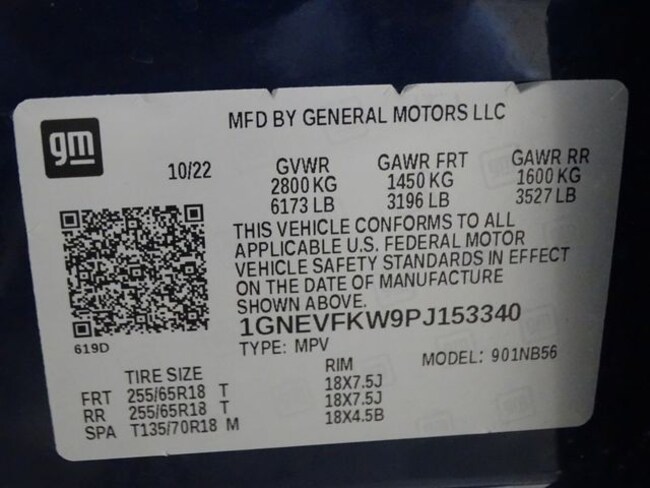 gm
MFD BY GENERAL MOTORS LLC
10/22 GVWR GAWR FRT GAWR RR
2800 KG 1450 KG 1600 KG
6173 LB 3196 LB 3527 LB
THIS VEHICLE CONFORMS TO ALL
APPLICABLE U.S. FEDERAL MOTOR
VEHICLE SAFETY STANDARDS IN EFFECT
ON THE DATE OF MANUFACTURE
SHOWN ABOVE.
619D
1GNEVFKW9PJ153340
TYPE: MPV MODEL: 901NB56
TIRE SIZE RIM
FRT 255/65R18 T 18X7.5J
RR 255/65R18 T 18X7.5J
SPA T135/70R18 M 18X4.5B